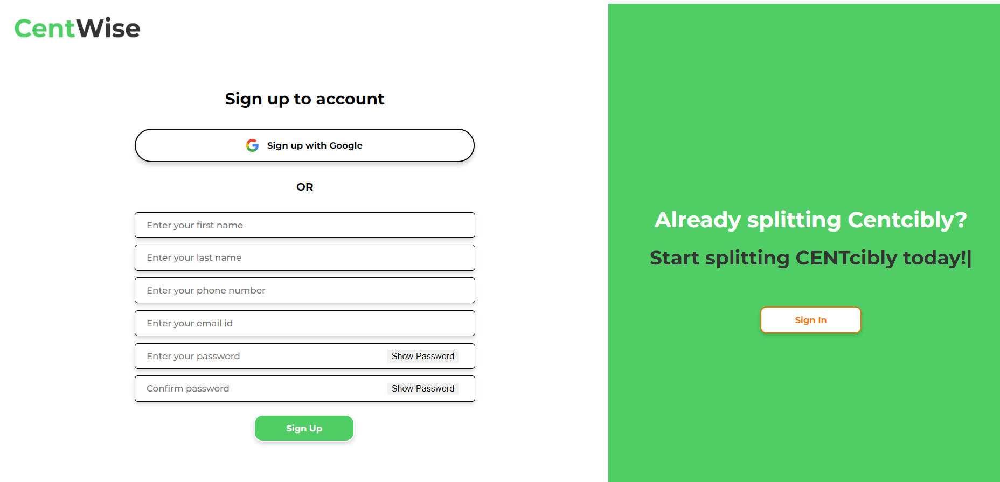 CentWise
Sign up to account
Sign up with Google
OR
Enter your first name
Enter your last name
Enter your phone number
Enter your email id
Enter your password
Show Password
Confirm password
Show Password
Sign Up
Already splitting Centcibly?
Start splitting CENTcibly today!|
Sign In